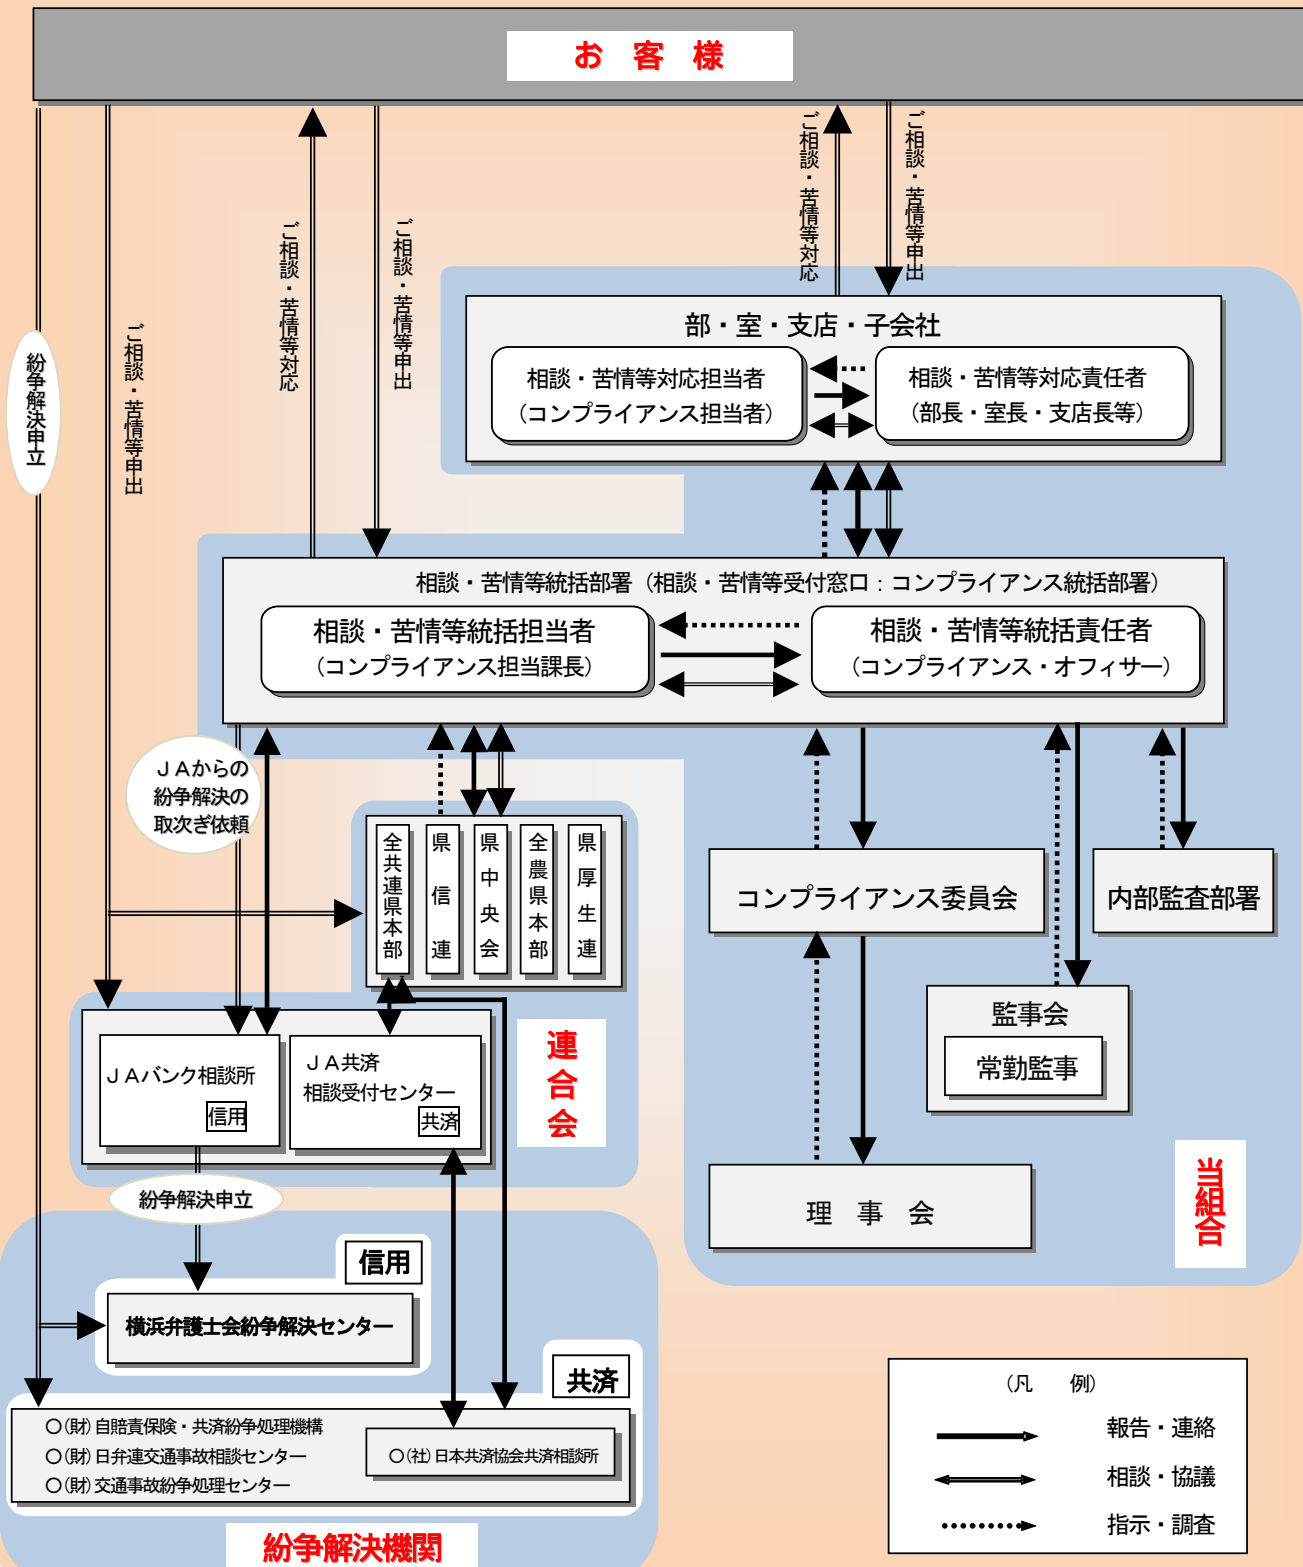 お　客　様
ご相談・苦情等対応
ご相談・苦情等申出
ご相談・苦情等対応
ご相談・苦情等申出
ご相談・苦情等申出
紛争解決申立
部・室・支店・子会社
相談・苦情等対応担当者
（コンプライアンス担当者）
相談・苦情等対応責任者
（部長・室長・支店長等）
相談・苦情等統括部署（相談・苦情等受付窓口：コンプライアンス統括部署）
相談・苦情等統括担当者
（コンプライアンス担当課長）
相談・苦情等統括責任者
（コンプライアンス・オフィサー）
ＪＡからの
紛争解決の
取次ぎ依頼
全共連県本部
県信連
県中央会
全農県本部
県厚生連
コンプライアンス委員会
内部監査部署
監事会
常勤監事
理　事　会
当組合
連合会
ＪＡバンク相談所
信用
ＪＡ共済
相談受付センター
共済
紛争解決申立
信用
横浜弁護士会紛争解決センター
共済
○(財)自賠責保険・共済紛争処理機構
○(財)日弁連交通事故相談センター
○(財)交通事故紛争処理センター
○(社)日本共済協会共済相談所
紛争解決機関
（凡　例）
報告・連絡
相談・協議
指示・調査